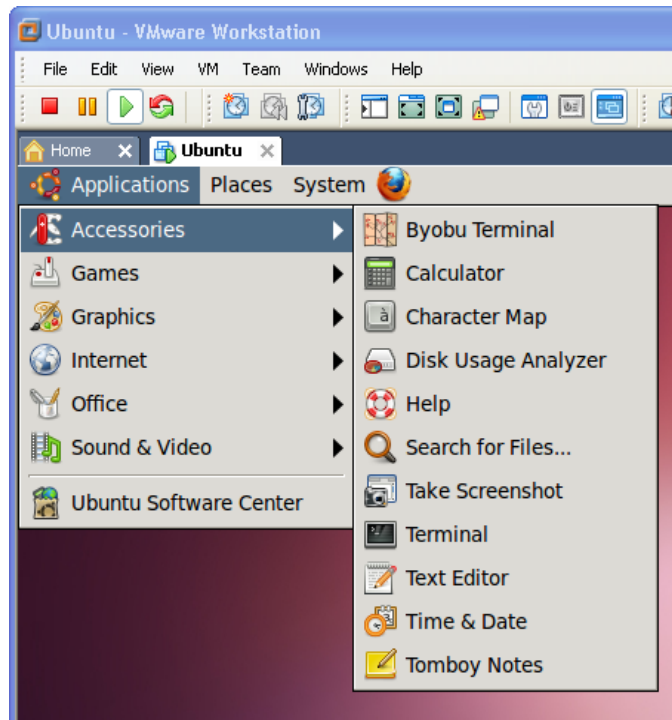 Ubuntu - VMware Workstation
File Edit View VM Team Windows Help
Home Ubuntu
Applications Places System
Accessories
Games
Graphics
Internet
Office
Sound & Video
Ubuntu Software Center
Byobu Terminal
Calculator
Character Map
Disk Usage Analyzer
Help
Search for Files...
Take Screenshot
Terminal
Text Editor
Time & Date
Tomboy Notes